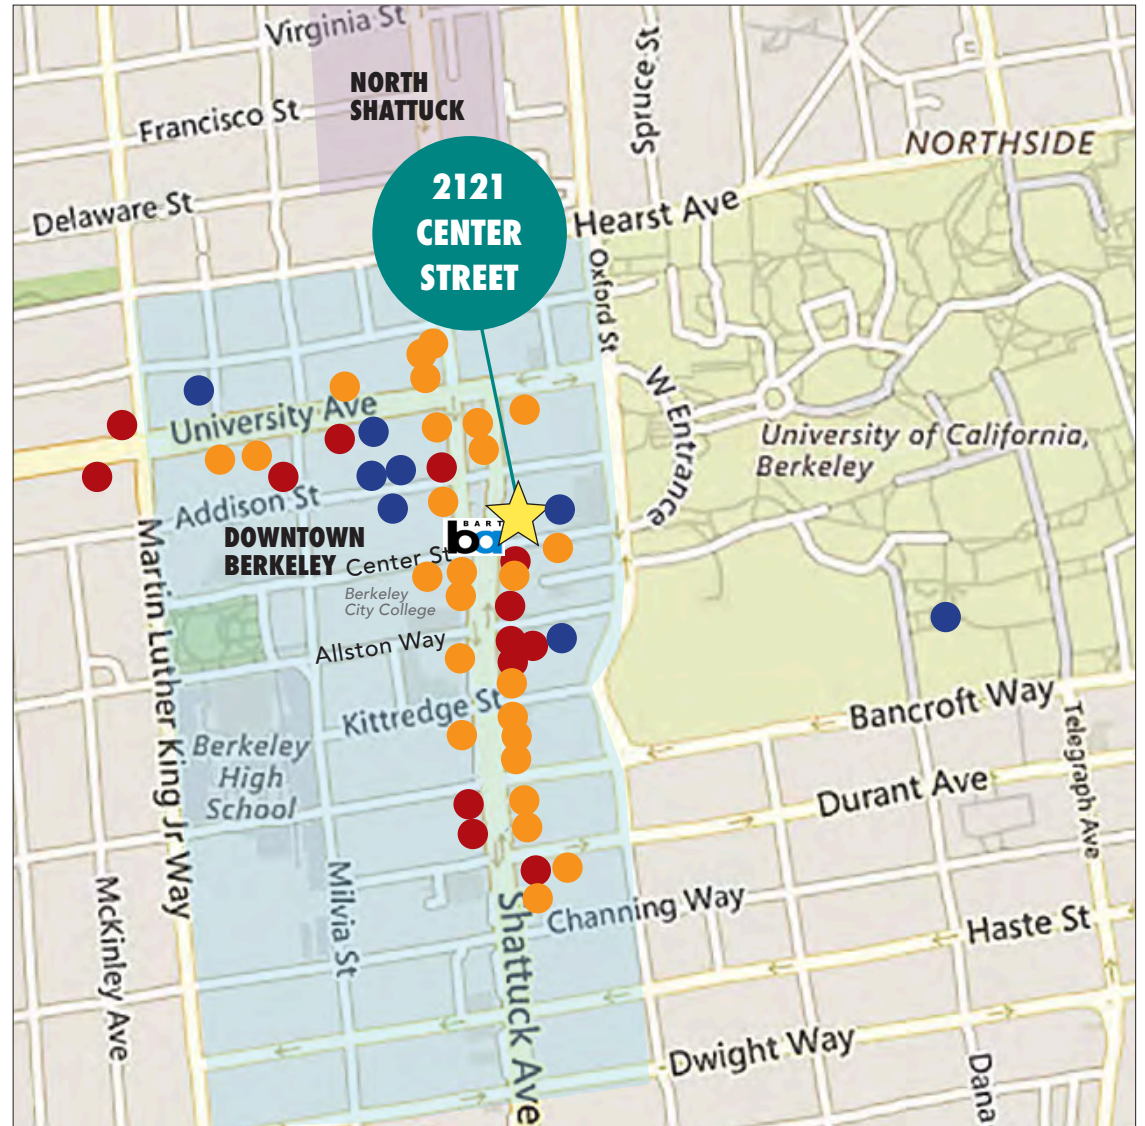 Virginia St
NORTH
SHATTUCK
Spruce St
Francisco St
NORTHSIDE
2121
CENTER
STREET
Delaware St
Hearst Ave
Oxford St
W Entrance
University Ave
University of California,
Berkeley
Addison St
DOWNTOWN
BERKELEY
BART
ba
Center St
Berkeley
City College
Martin Luther King Jr Way
Allston Way
Kittredge St
Bancroft Way
Telegraph Ave
Berkeley
High
School
Durant Ave
McKinley Ave
Milvia St
Shattuck Ave
Channing Way
Haste St
Dwight Way
Dana